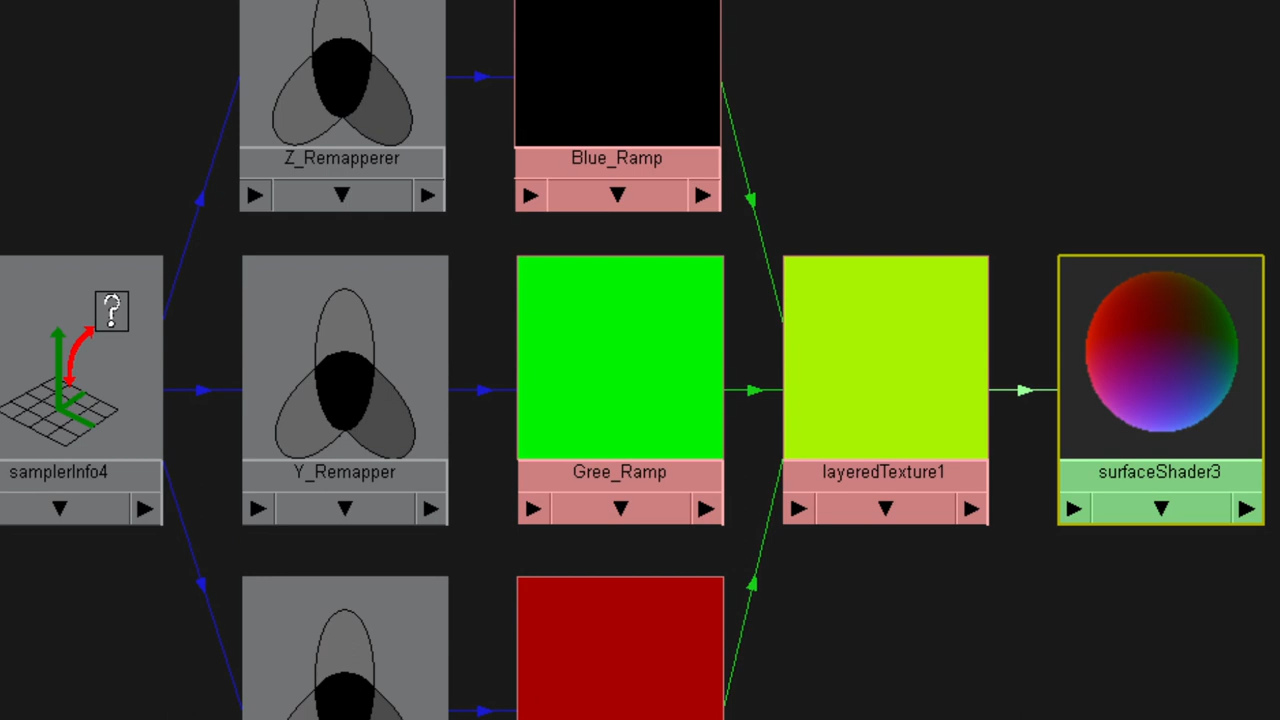 Z_Remapperer
Blue_Ramp
?
samplerInfo4
Y_Remapper
Gree_Ramp
layeredTexture1
surfaceShader3